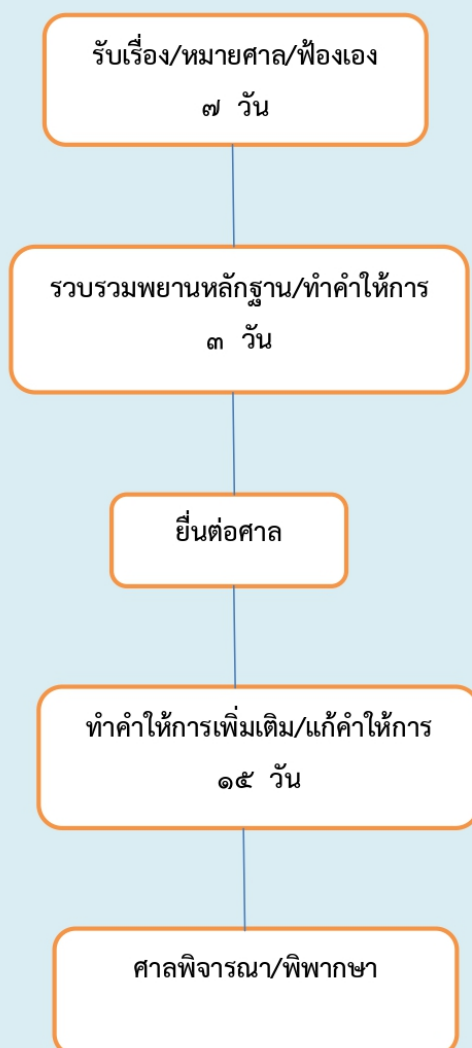 รับเรื่อง/หมายศาล/ฟ้องเอง
๗ วัน
รวบรวมพยานหลักฐาน/ทำคำให้การ
๓ วัน
ยื่นต่อศาล
ทำคำให้การเพิ่มเติม/แก้คำให้การ
๑๕ วัน
ศาลพิจารณา/พิพากษา